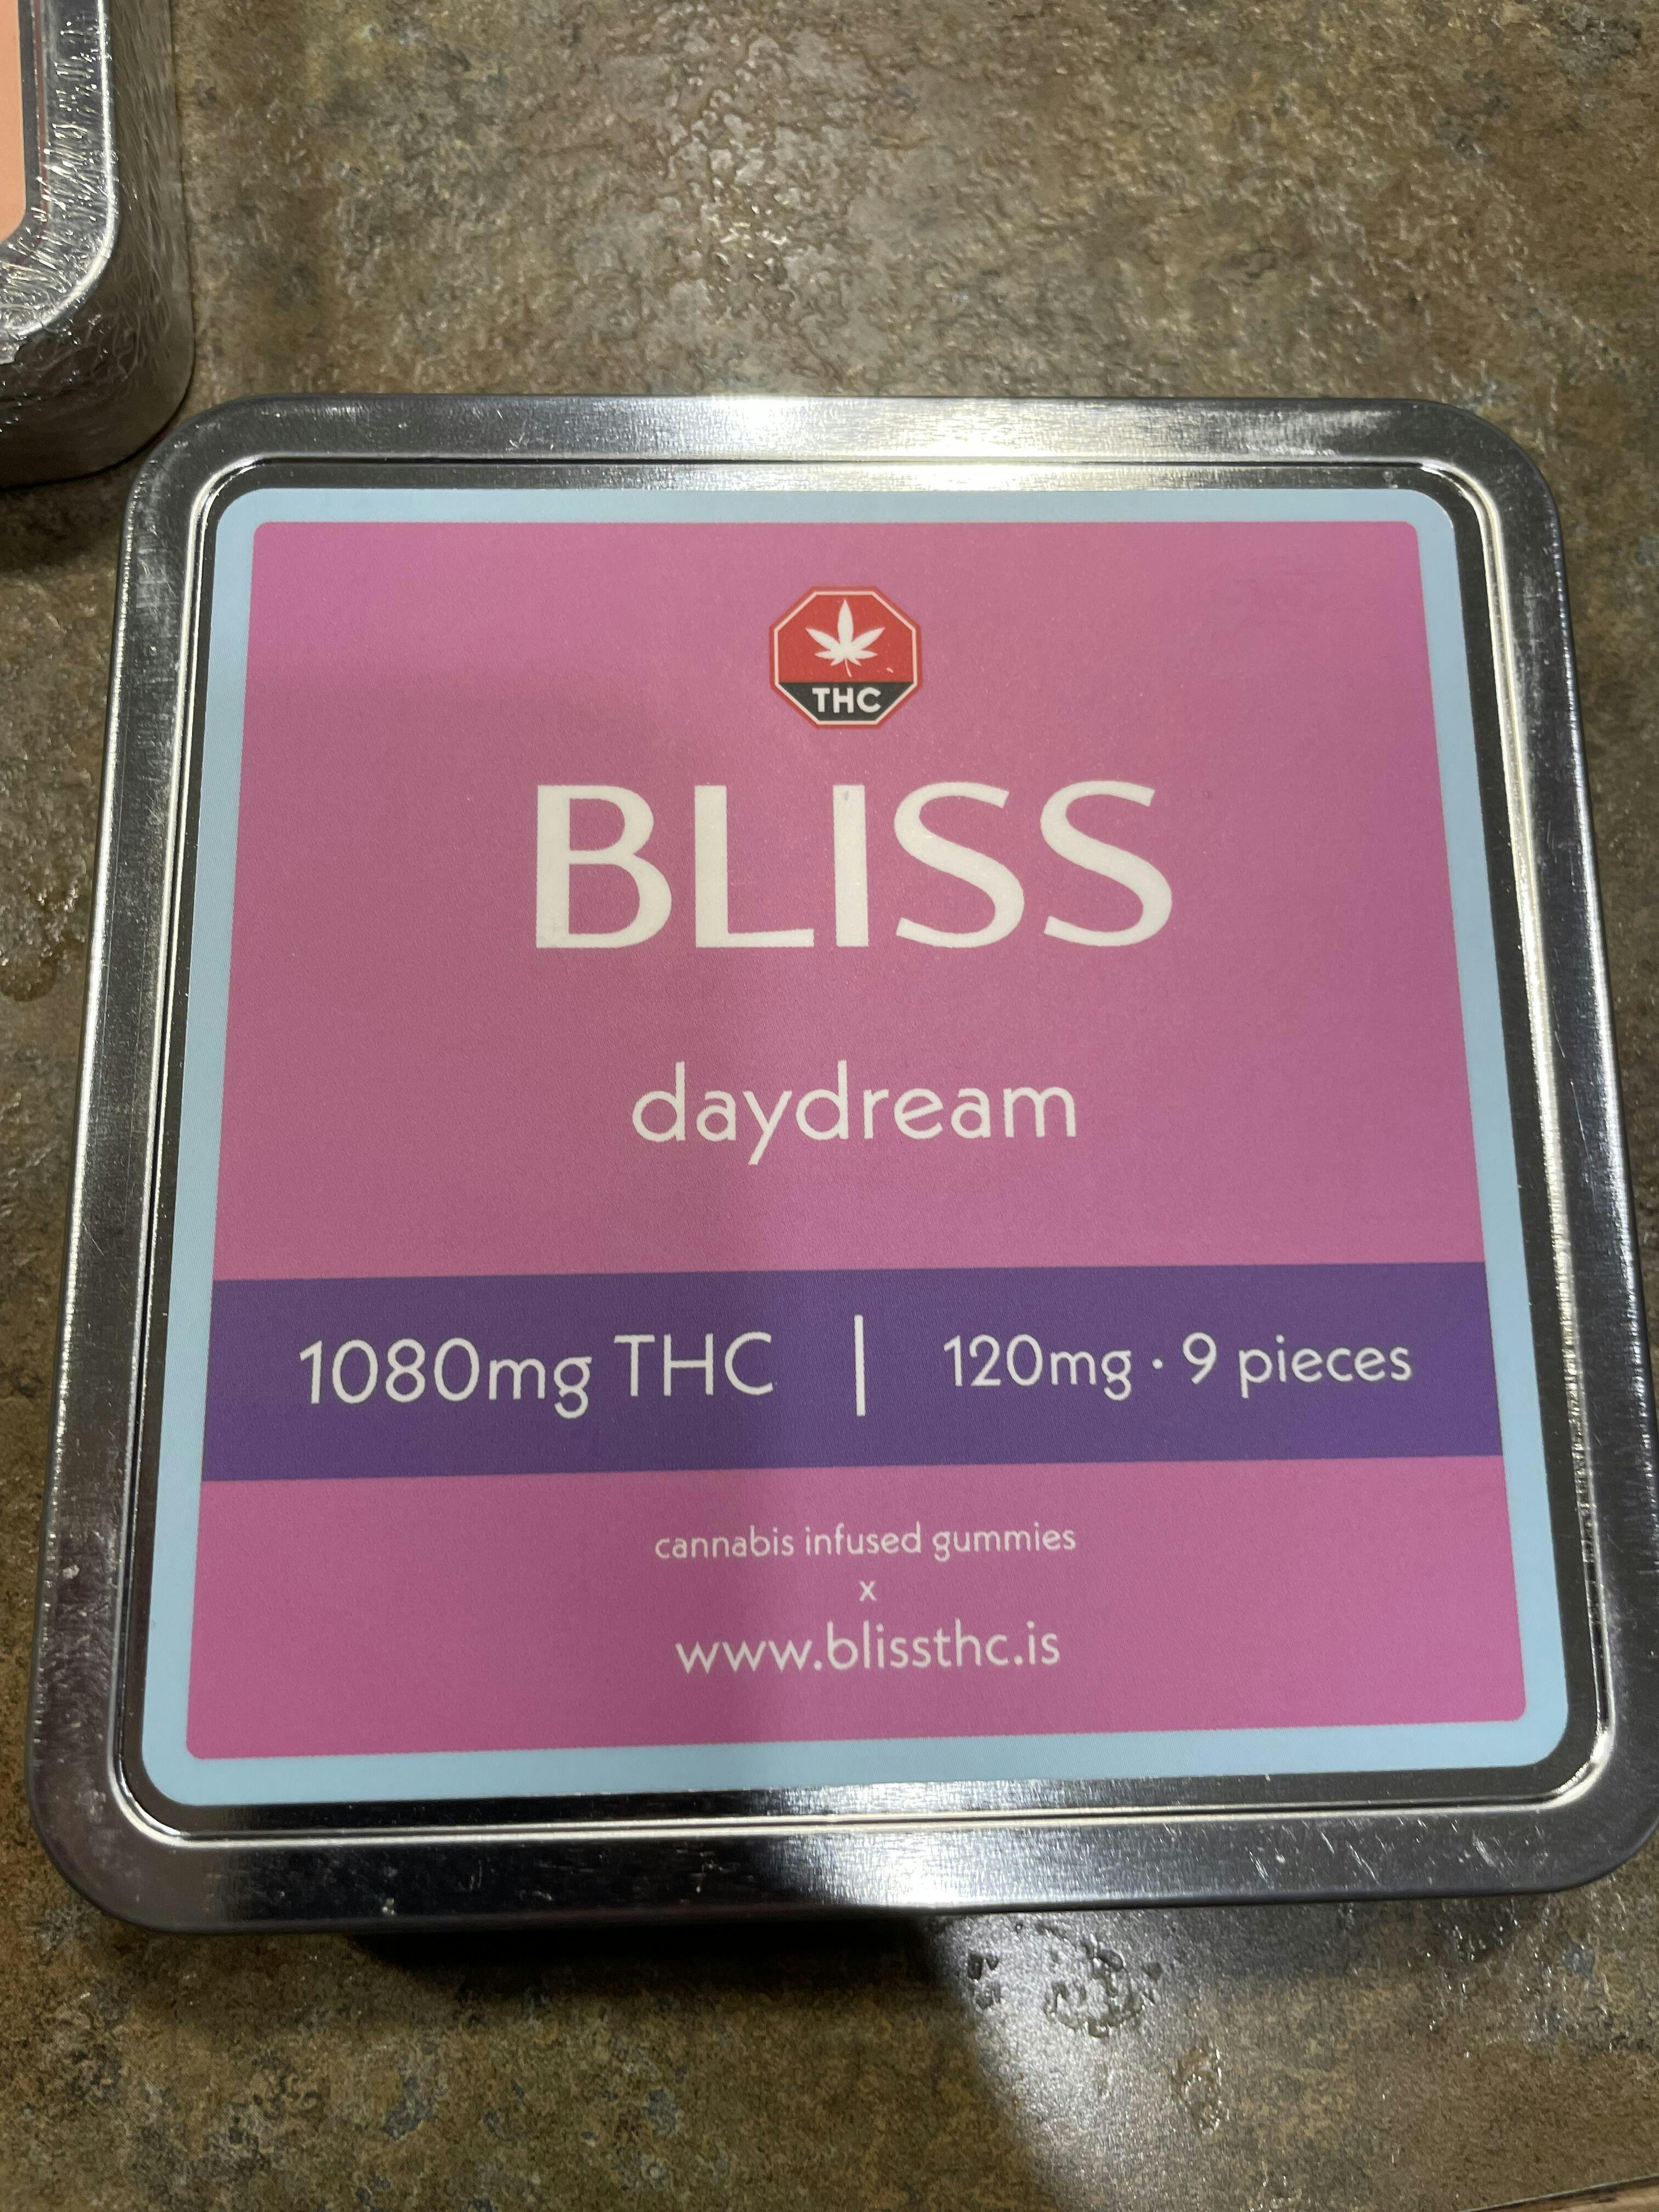 THC
BLISS
daydream
1080mg THC | 120mg · 9 pieces
cannabis infused gummies
x
www.blissthc.is